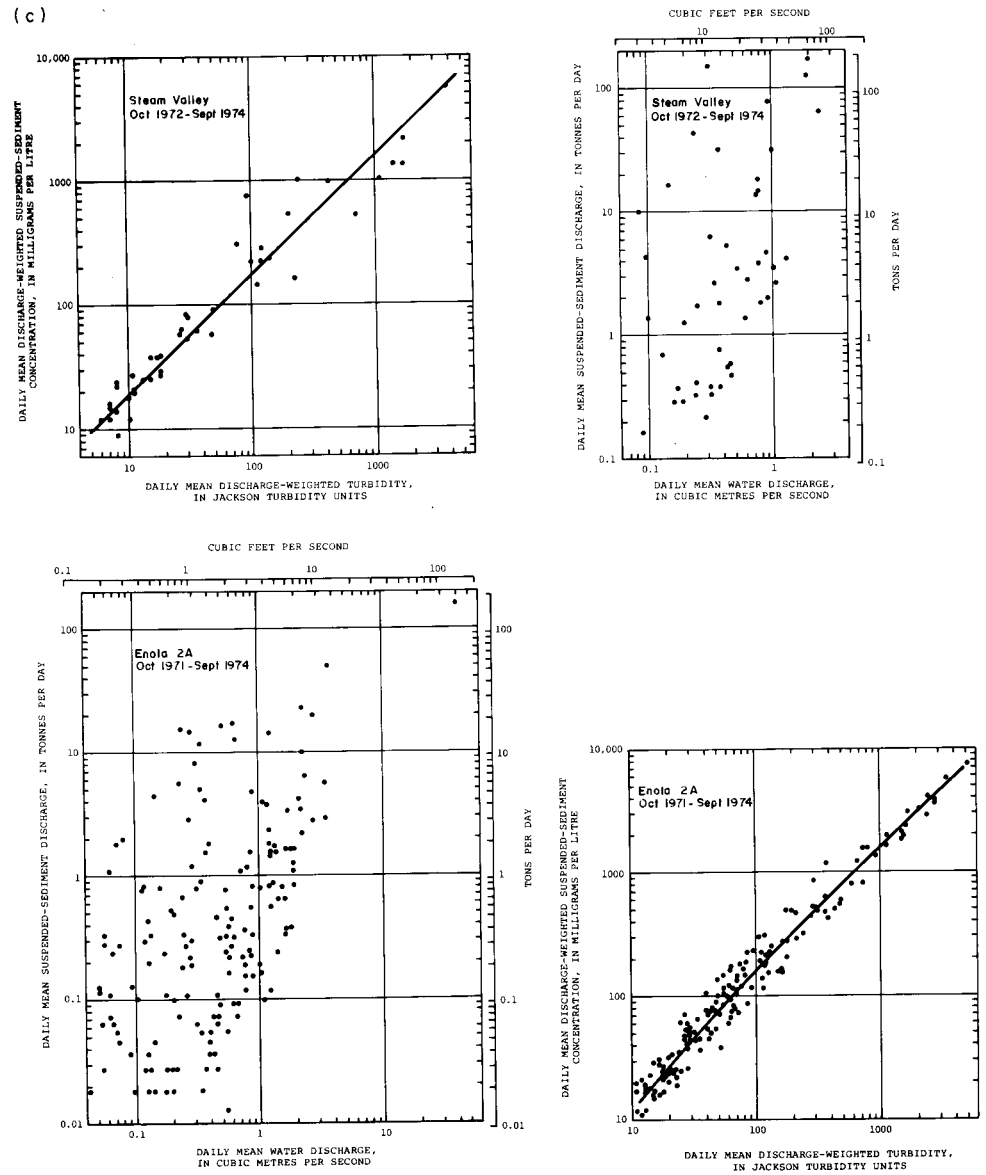 (c)
10,000
1000
100
10
DAILY MEAN DISCHARGE-WEIGHTED SUSPENDED-SEDIMENT
CONCENTRATION, IN MILLIGRAMS PER LITRE
Steam Valley
Oct 1972-Sept 1974
10
100
1000
DAILY MEAN DISCHARGE-WEIGHTED TURBIDITY,
IN JACKSON TURBIDITY UNITS
CUBIC FEET PER SECOND
10
100
100
10
1
0.1
DAILY MEAN SUSPENDED-SEDIMENT DISCHARGE, IN TONNES PER DAY
Steam Valley
Oct 1972-Sept 1974
100
10
1
0.1
TONS PER DAY
0.1
1
DAILY MEAN WATER DISCHARGE,
IN CUBIC METRES PER SECOND
CUBIC FEET PER SECOND
0.1
1
10
100
100
10
1
0.1
0.01
DAILY MEAN SUSPENDED-SEDIMENT DISCHARGE, IN TONNES PER DAY
Enola 2A
Oct 1971-Sept 1974
100
10
1
0.1
0.01
TONS PER DAY
0.1
1
10
DAILY MEAN WATER DISCHARGE,
IN CUBIC METRES PER SECOND
10,000
1000
100
10
DAILY MEAN DISCHARGE-WEIGHTED SUSPENDED-SEDIMENT
CONCENTRATION, IN MILLIGRAMS PER LITRE
Enola 2A
Oct 1971-Sept 1974
10
100
1000
DAILY MEAN DISCHARGE-WEIGHTED TURBIDITY,
IN JACKSON TURBIDITY UNITS